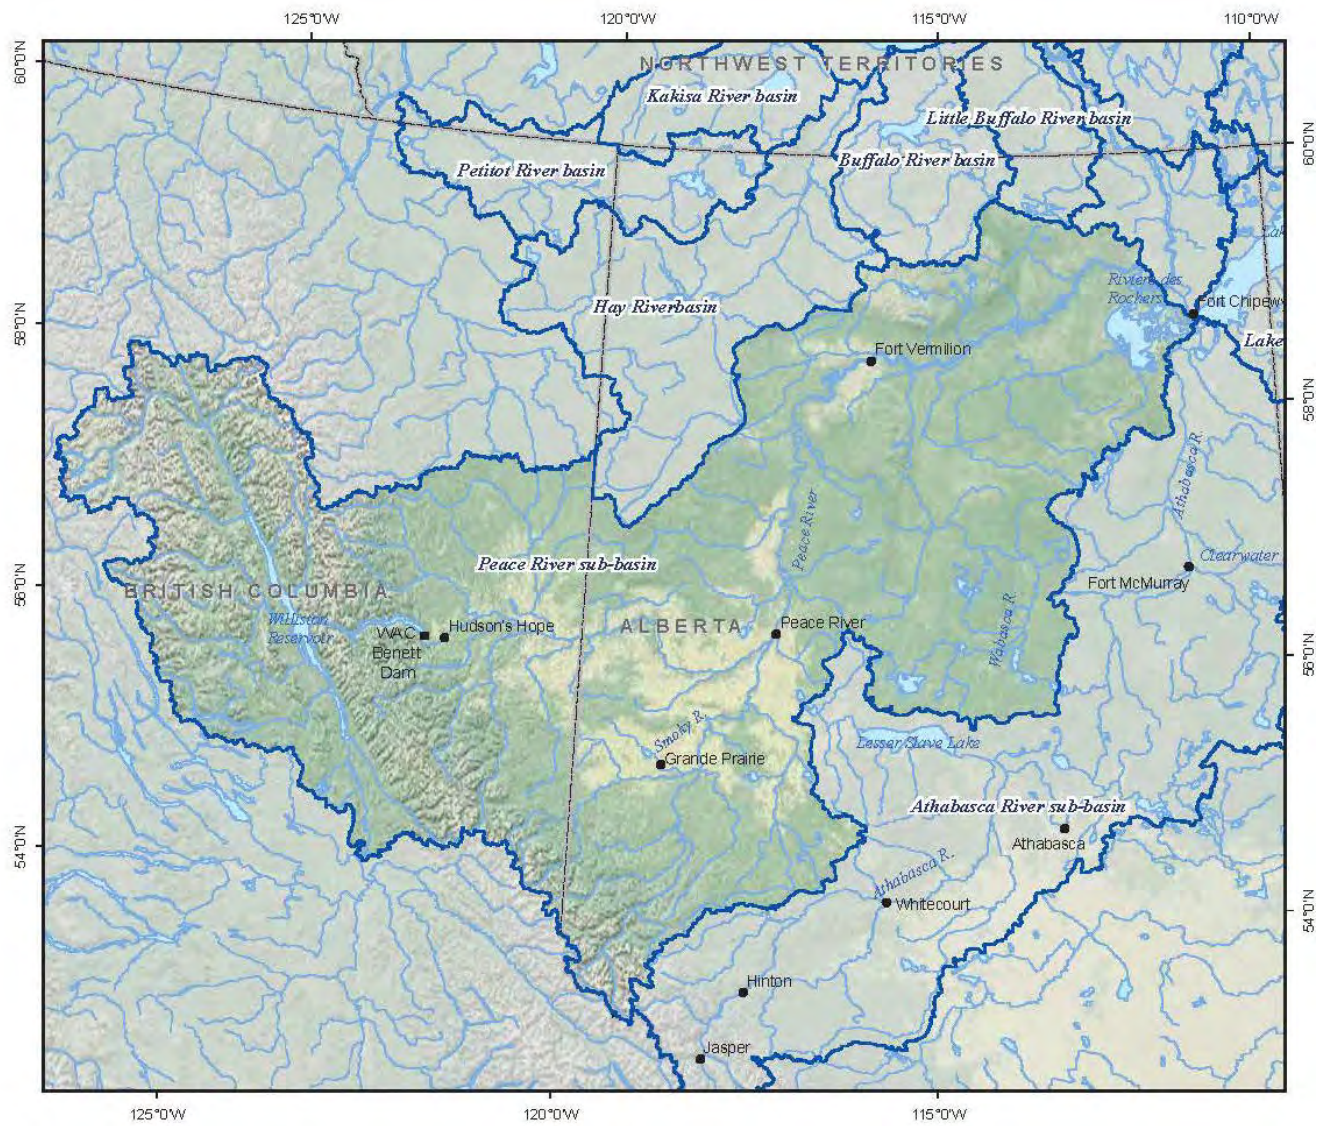 125°0'W
120°0'W
115°0'W
110°0'W
60°0'N
NORTHWEST TERRITORIES
Kakisa River basin
Little Buffalo River basin
60°0'N
Petitot River basin
Buffalo River basin
Lak
Rivière des
Rochers
Fort Chipew
58°0'N
Hay Riverbasin
Lake
Fort Vermilion
58°0'N
Athabasca R.
Peace River
Clearwater
Fort McMurray
Peace River sub-basin
56°0'N
BRITISH COLUMBIA
Williston
Reservoir
WAC
Benett
Dam
Hudson's Hope
ALBERTA
Peace River
Wabasca R.
56°0'N
Smoky R.
Lesser Slave Lake
Grande Prairie
Athabasca River sub-basin
Athabasca
54°0'N
Athabasca R.
Whitecourt
54°0'N
Hinton
Jasper
125°0'W
120°0'W
115°0'W